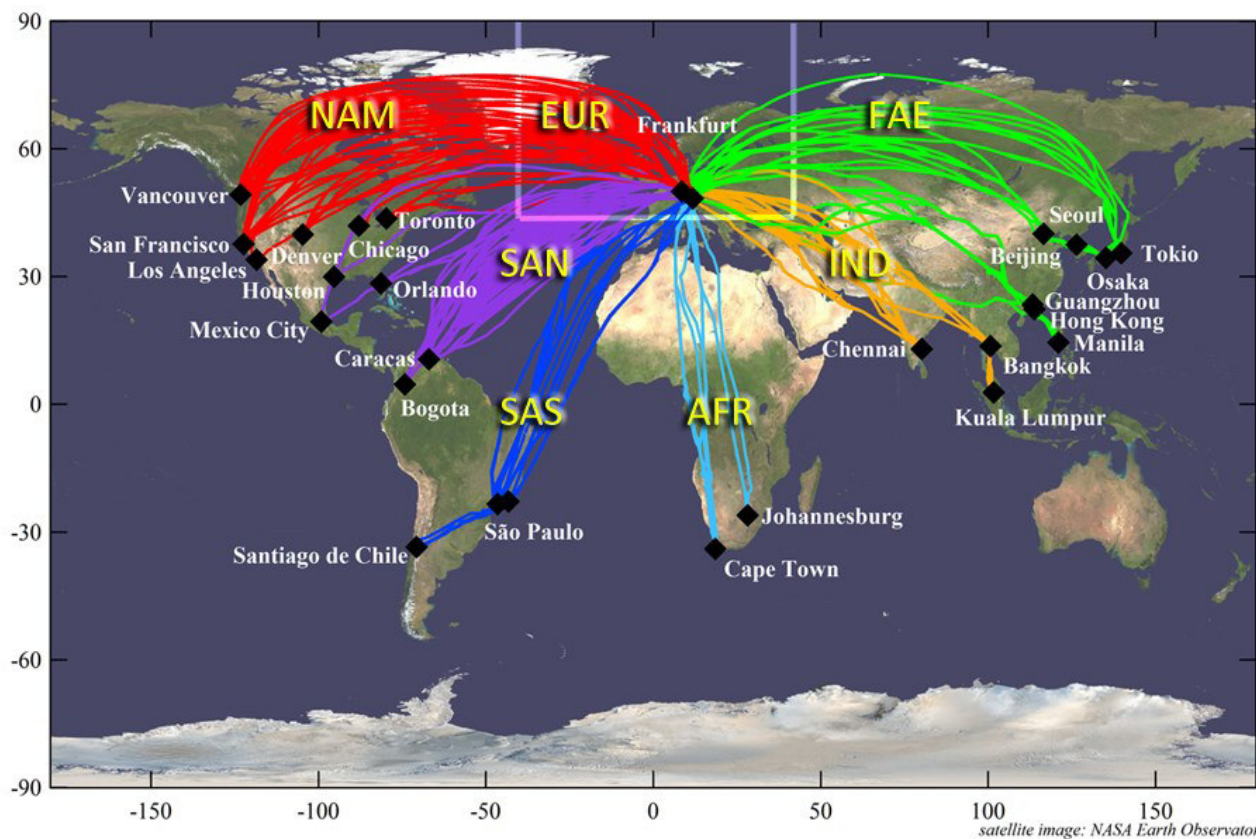 90
60
30
0
-30
-60
-90
NAM
EUR
FAE
Frankfurt
Vancouver
Toronto
Seoul
San Francisco
Denver
Chicago
Beijing
Tokio
Los Angeles
SAN
IND
Osaka
Houston
Orlando
Guangzhou
Mexico City
Hong Kong
Caracas
Chennai
Manila
Bangkok
Bogota
SAS
AFR
Kuala Lumpur
São Paulo
Johannesburg
Santiago de Chile
Cape Town
-150
-100
-50
0
50
100
150
satellite image: NASA Earth Observator